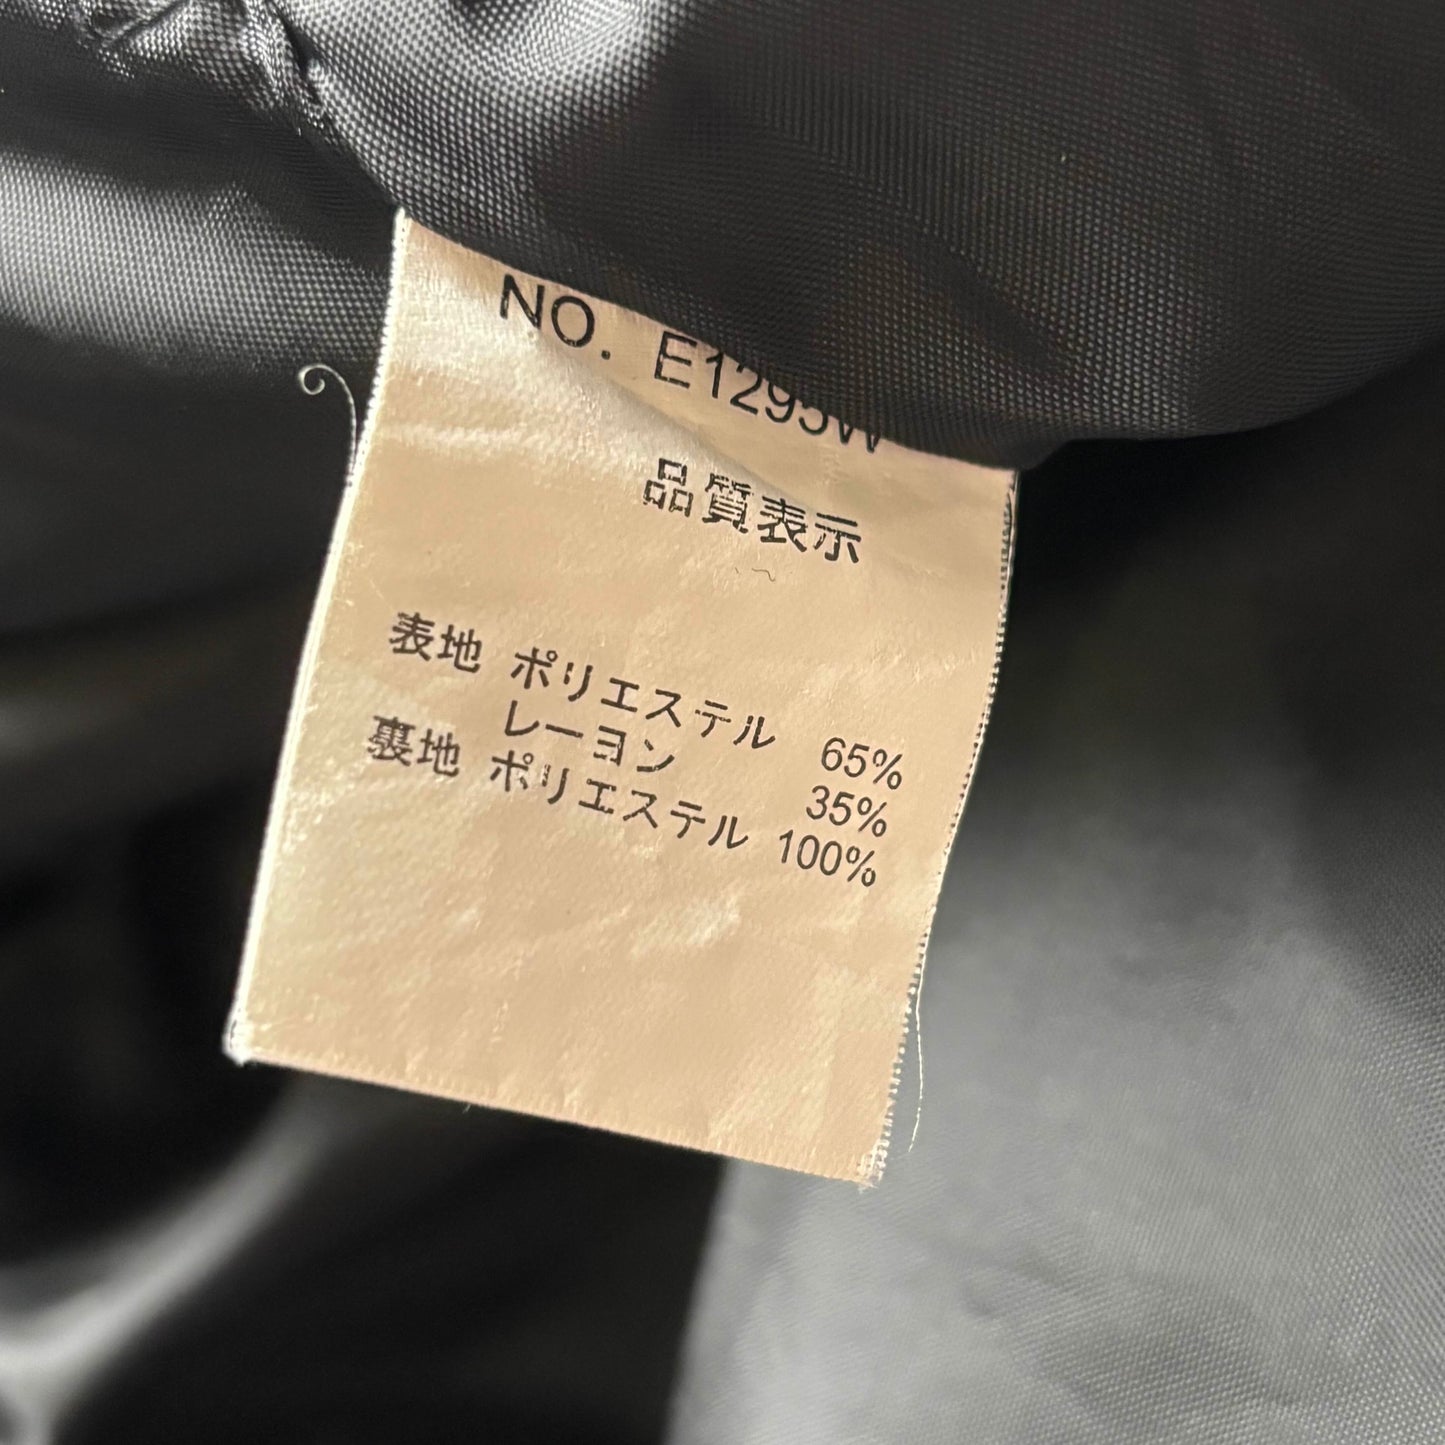 NO. E1295W
品質表示
表地 ポリエステル 65%
レーヨン 35%
裏地 ポリエステル 100%